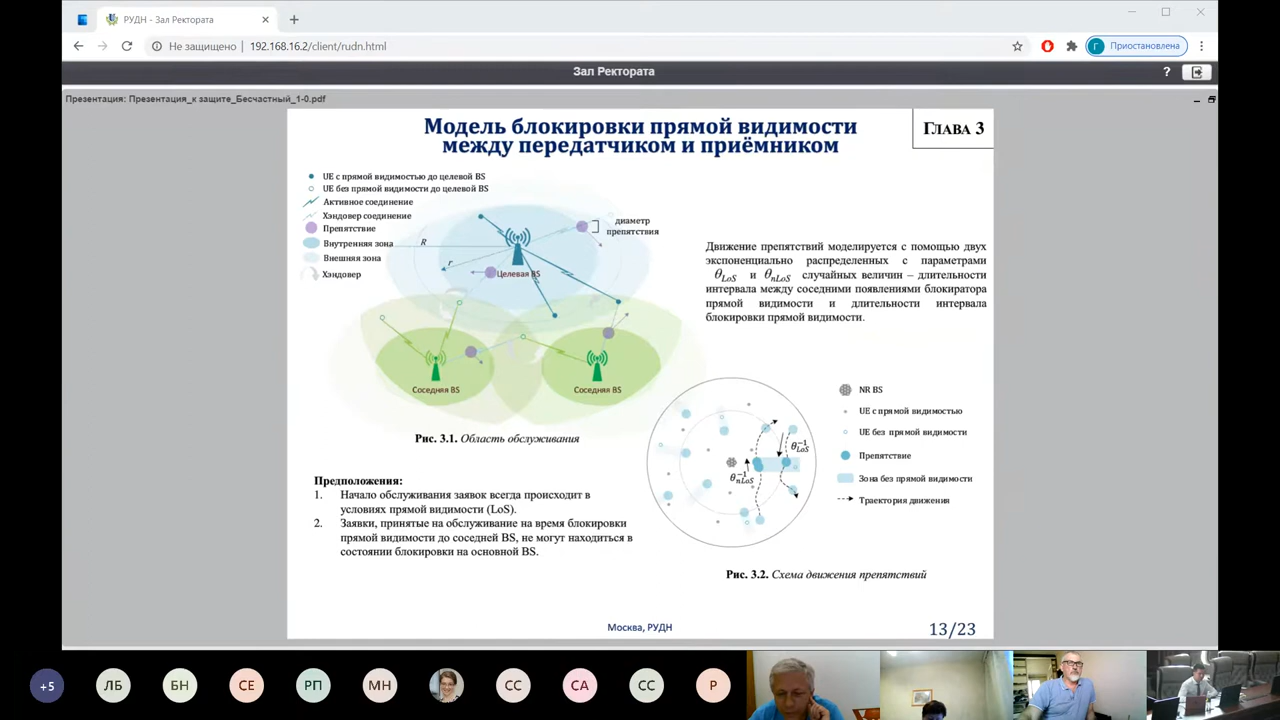 РУДН - Зал Ректората
Не защищено
192.168.16.2/client/rudn.html
Г
Приостановлена
Зал Ректората
?
Презентация: Презентация_к защите_Бесчастный_1-0.pdf
Модель блокировки прямой видимости
между передатчиком и приёмником
ГЛАВА 3
UE с прямой видимостью до целевой BS
UE без прямой видимости до целевой BS
Активное соединение
Хэндовер соединение
Препятствие
Внутренняя зона
Внешняя зона
Хэндовер
R
r
диаметр
препятствия
Целевая BS
Соседняя BS
Соседняя BS
Рис. 3.1. Область обслуживания
Движение препятствий моделируется с помощью двух
экспоненциально распределенных с параметрами
θLoS и θnLoS случайных величин – длительности
интервала между соседними появлениями блокиратора
прямой видимости и длительности интервала
блокировки прямой видимости.
Предположения:
1. Начало обслуживания заявок всегда происходит в
условиях прямой видимости (LoS).
2. Заявки, принятые на обслуживание на время блокировки
прямой видимости до соседней BS, не могут находиться в
состоянии блокировки на основной BS.
θ⁻¹LoS
θ⁻¹nLoS
NR BS
UE с прямой видимостью
UE без прямой видимости
Препятствие
Зона без прямой видимости
Траектория движения
Рис. 3.2. Схема движения препятствий
Москва, РУДН
13/23
+5
ЛБ
БН
СЕ
РП
МН
СС
СА
СС
Р